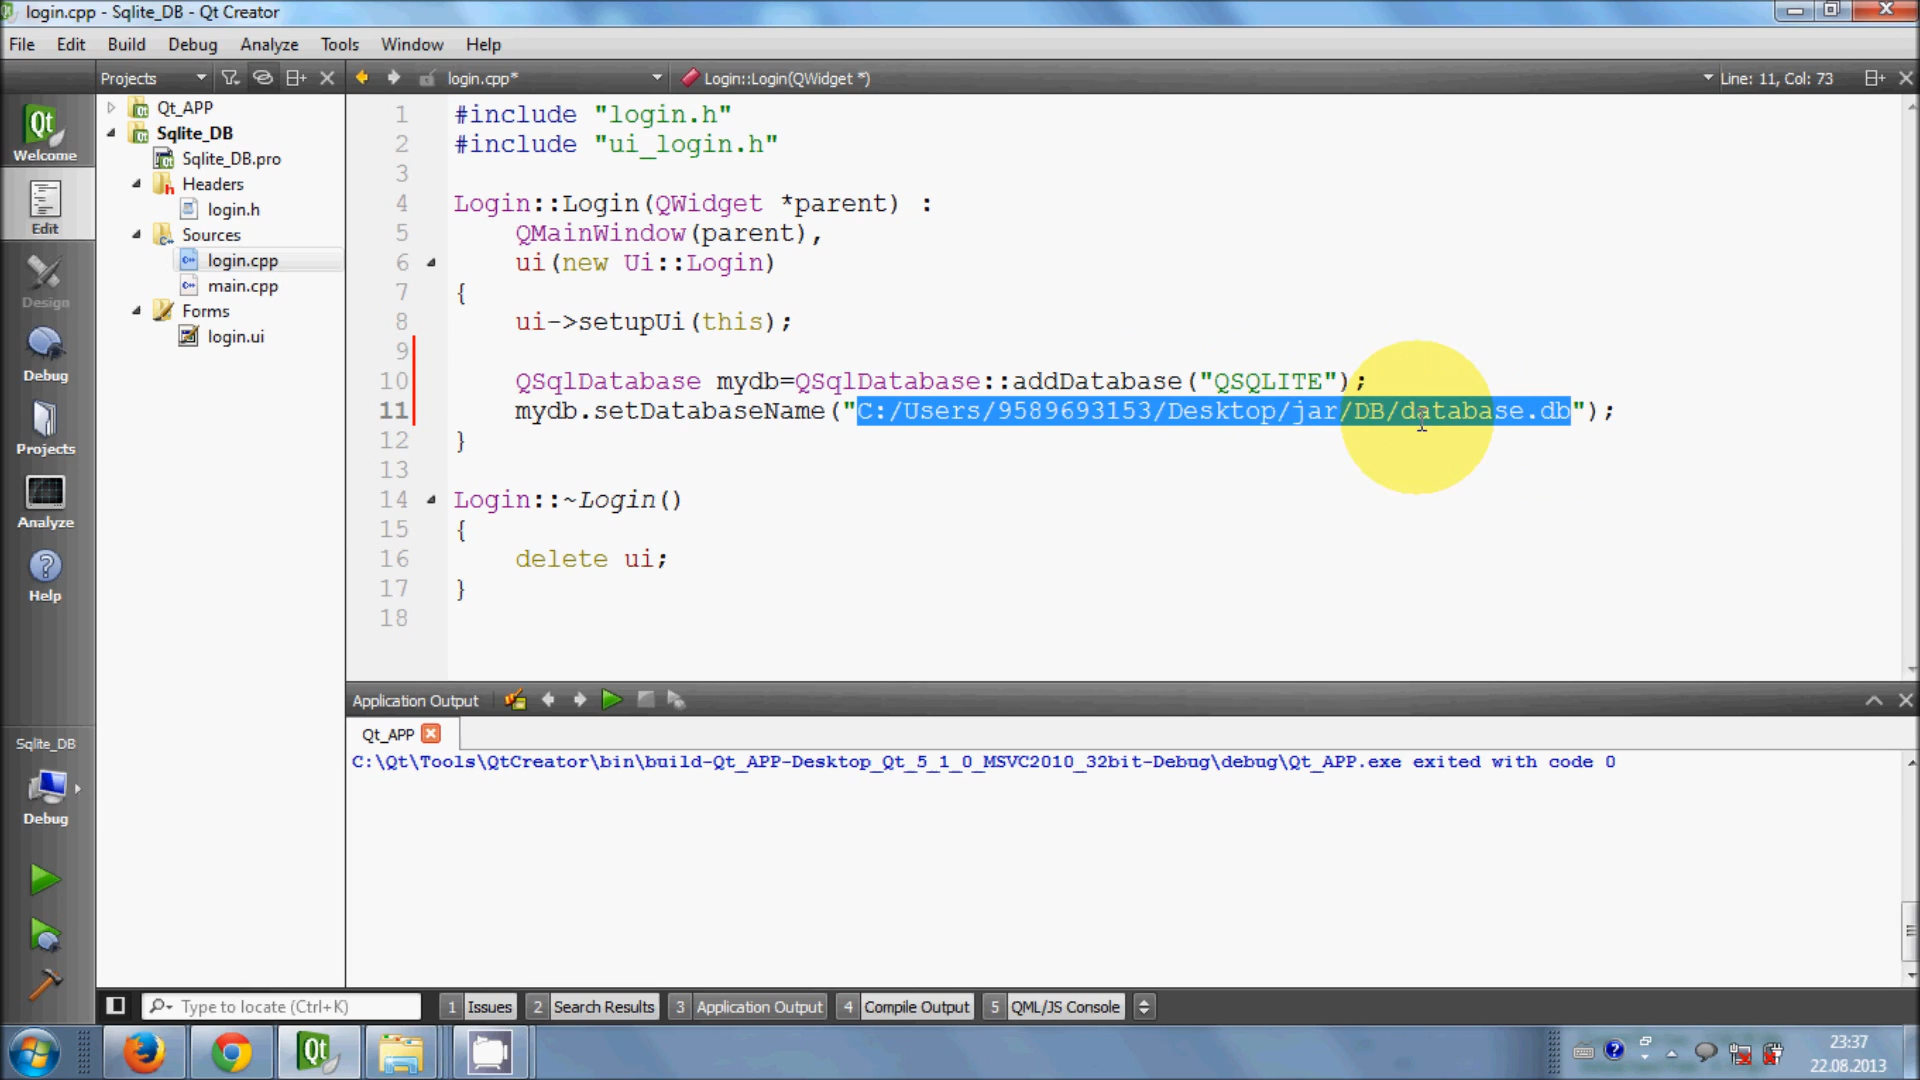 login.cpp - Sqlite_DB - Qt Creator
File Edit Build Debug Analyze Tools Window Help
Projects login.cpp* Login::Login(QWidget *) Line: 11, Col: 73
Qt Welcome
Edit
Design
Debug
Projects
Analyze
Help
Qt_APP
Sqlite_DB
Sqlite_DB.pro
Headers
login.h
Sources
login.cpp
main.cpp
Forms
login.ui
1 #include "login.h"
2 #include "ui_login.h"
3
4 Login::Login(QWidget *parent) :
5 QMainWindow(parent),
6 ui(new Ui::Login)
7 {
8 ui->setupUi(this);
9
10 QSqlDatabase mydb=QSqlDatabase::addDatabase("QSQLITE");
11 mydb.setDatabaseName("C:/Users/9589693153/Desktop/jar/DB/database.db");
12 }
13
14 Login::~Login()
15 {
16 delete ui;
17 }
18
Application Output
Qt_APP
C:\Qt\Tools\QtCreator\bin\build-Qt_APP-Desktop_Qt_5_1_0_MSVC2010_32bit-Debug\debug\Qt_APP.exe exited with code 0
Sqlite_DB
Debug
Type to locate (Ctrl+K) 1 Issues 2 Search Results 3 Application Output 4 Compile Output 5 QML/JS Console
Qt
23:37
22.08.2013